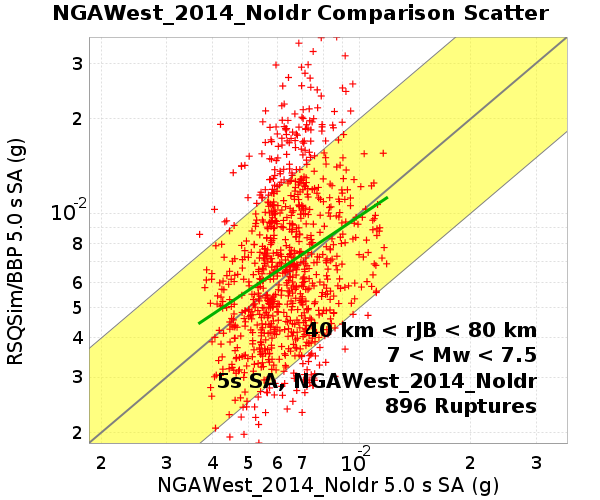 NGAWest_2014_NoIdr Comparison Scatter
RSQSim/BBP 5.0 s SA (g)
3
2
10-2
8
6
5
4
3
2
40 km < rJB < 80 km
7 < Mw < 7.5
5s SA, NGAWest_2014_NoIdr
896 Ruptures
2 3 4 5 6 7 10-2 2 3
NGAWest_2014_NoIdr 5.0 s SA (g)